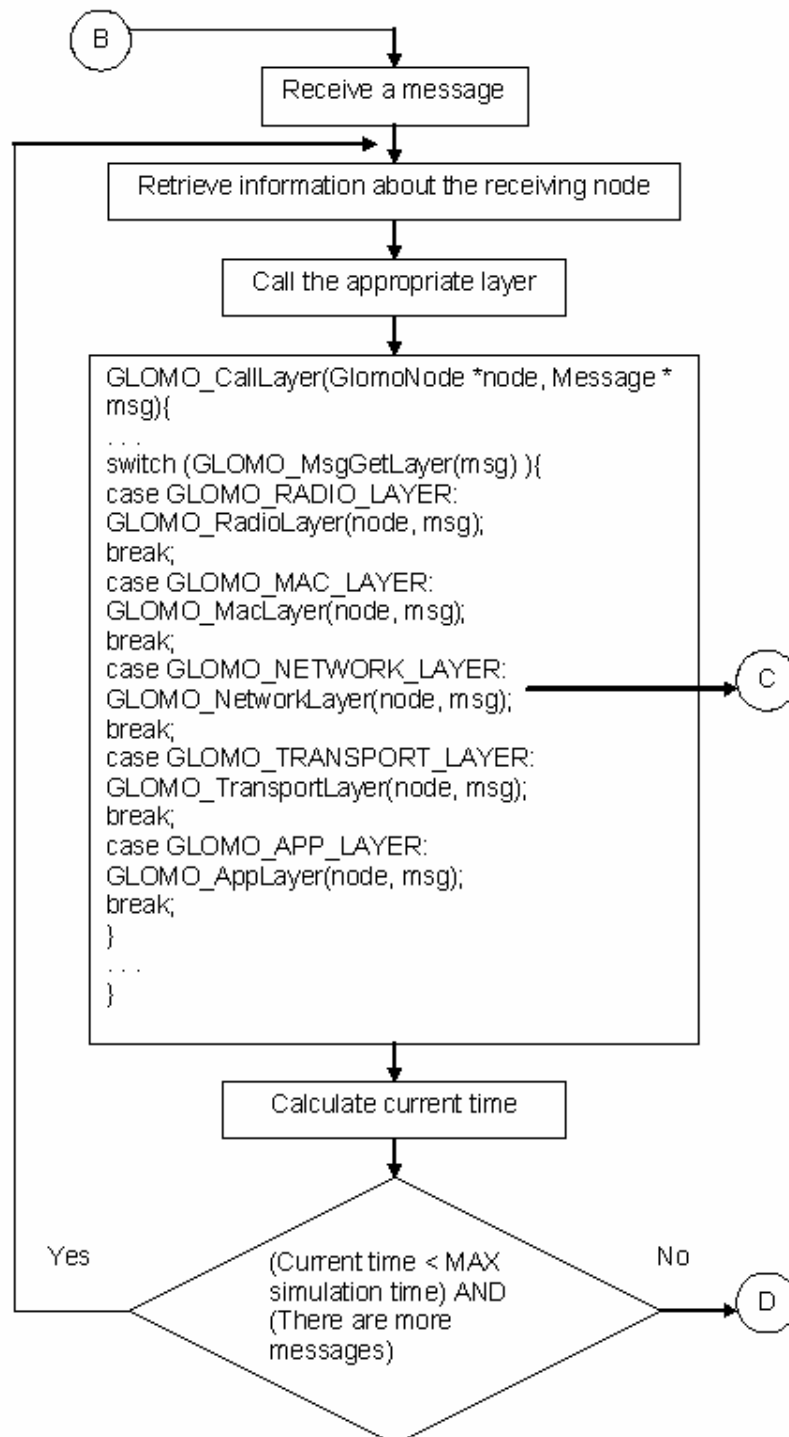 B
Receive a message
Retrieve information about the receiving node
Call the appropriate layer
GLOMO_CallLayer(GlomoNode *node, Message *
msg){
. . .
switch (GLOMO_MsgGetLayer(msg) ){
case GLOMO_RADIO_LAYER:
GLOMO_RadioLayer(node, msg);
break;
case GLOMO_MAC_LAYER:
GLOMO_MacLayer(node, msg);
break;
case GLOMO_NETWORK_LAYER:
GLOMO_NetworkLayer(node, msg);
break;
case GLOMO_TRANSPORT_LAYER:
GLOMO_TransportLayer(node, msg);
break;
case GLOMO_APP_LAYER:
GLOMO_AppLayer(node, msg);
break;
}
. . .
}
C
Calculate current time
Yes
(Current time < MAX
simulation time) AND
(There are more
messages)
No
D